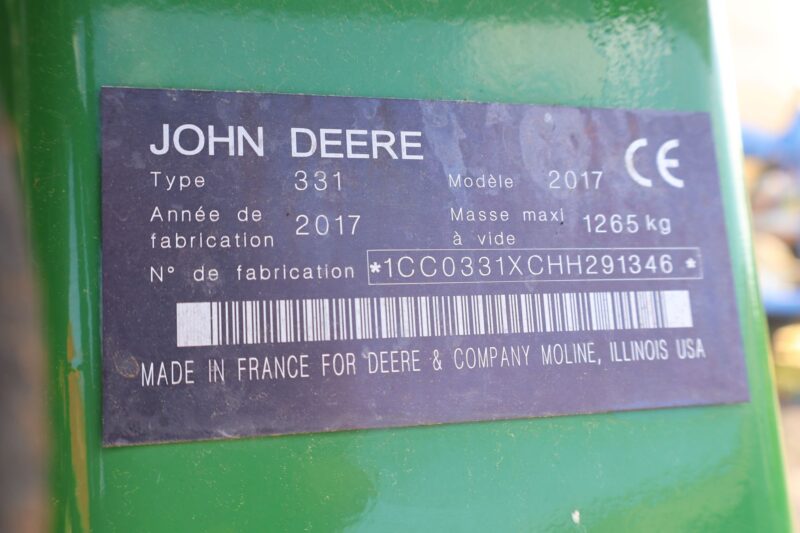 JOHN DEERE
CE
Type 331 Modèle 2017
Année de fabrication 2017 Masse maxi à vide 1265 kg
N° de fabrication *1CC0331XCHH291346*
MADE IN FRANCE FOR DEERE & COMPANY MOLINE, ILLINOIS USA